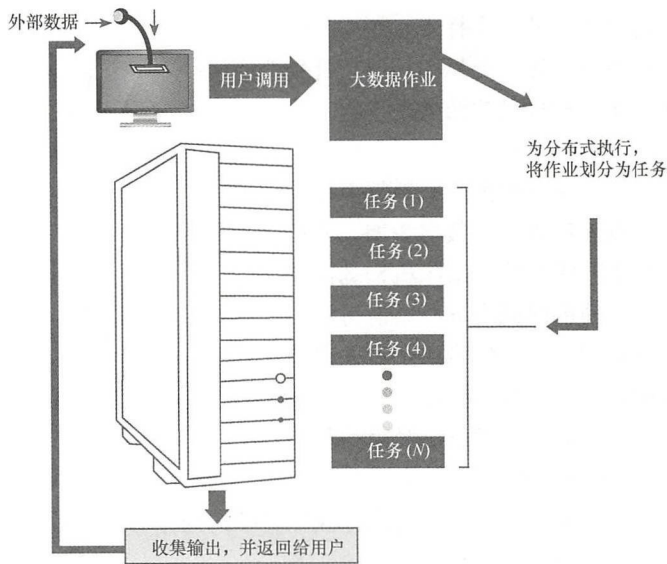 外部数据
用户调用
大数据作业
为分布式执行，
将作业划分为任务
任务(1)
任务(2)
任务(3)
任务(4)
任务(N)
收集输出，并返回给用户